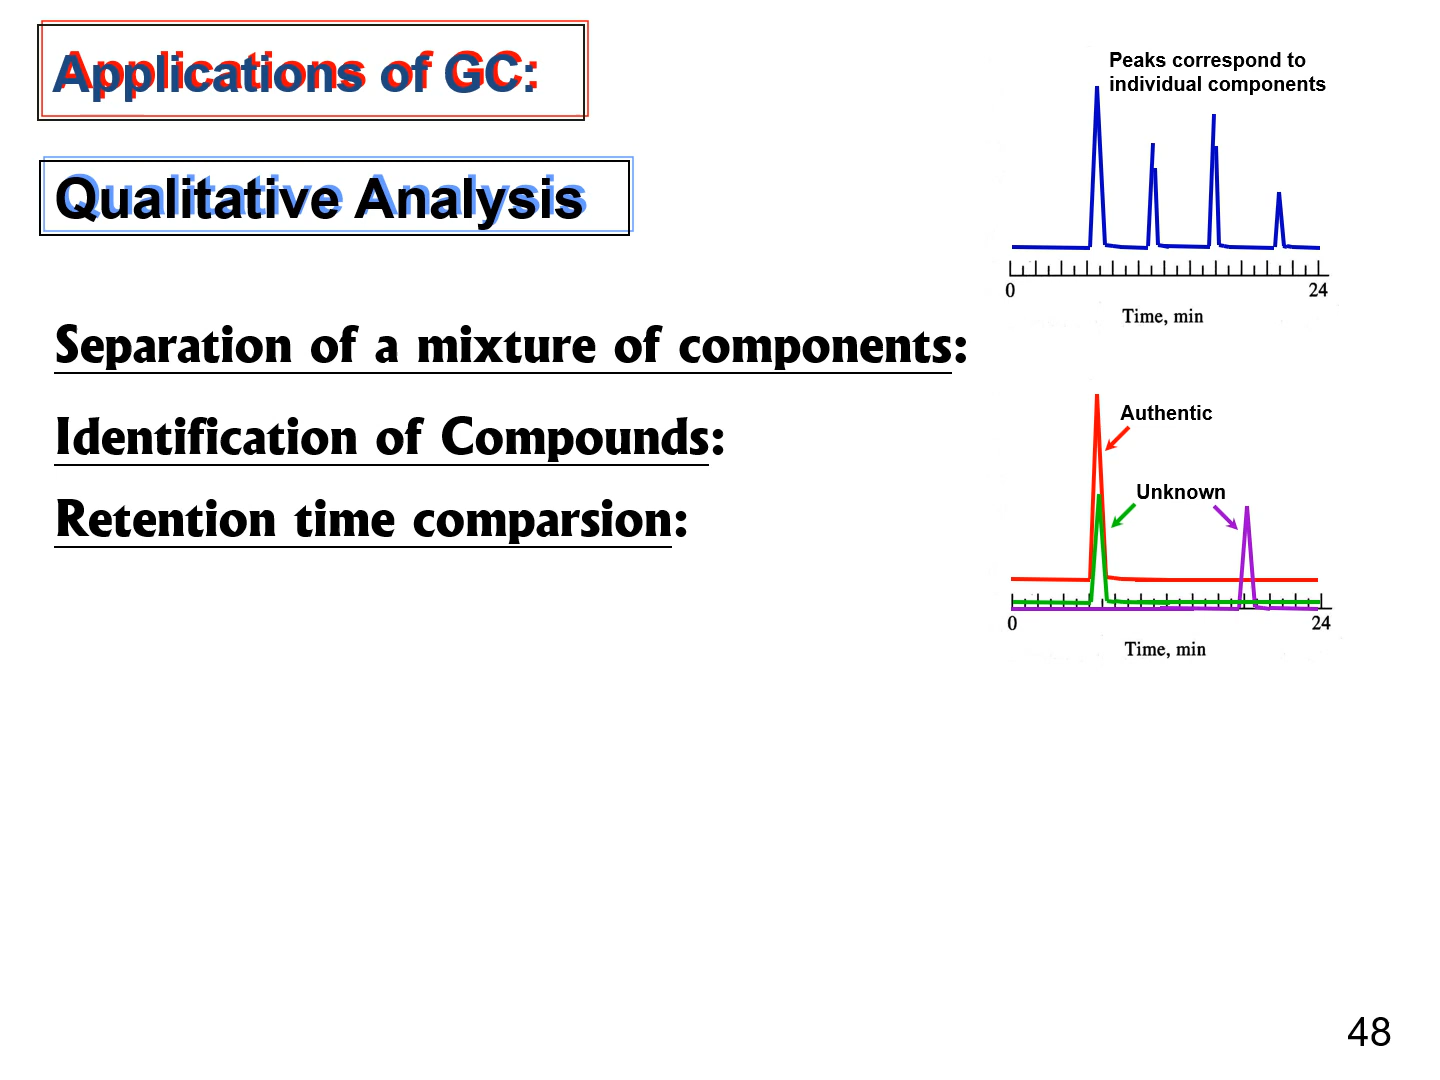 Applications of GC:
Qualitative Analysis
Separation of a mixture of components:
Identification of Compounds:
Retention time comparsion:
Peaks correspond to
individual components
0 24
Time, min
Authentic
Unknown
0 24
Time, min
48